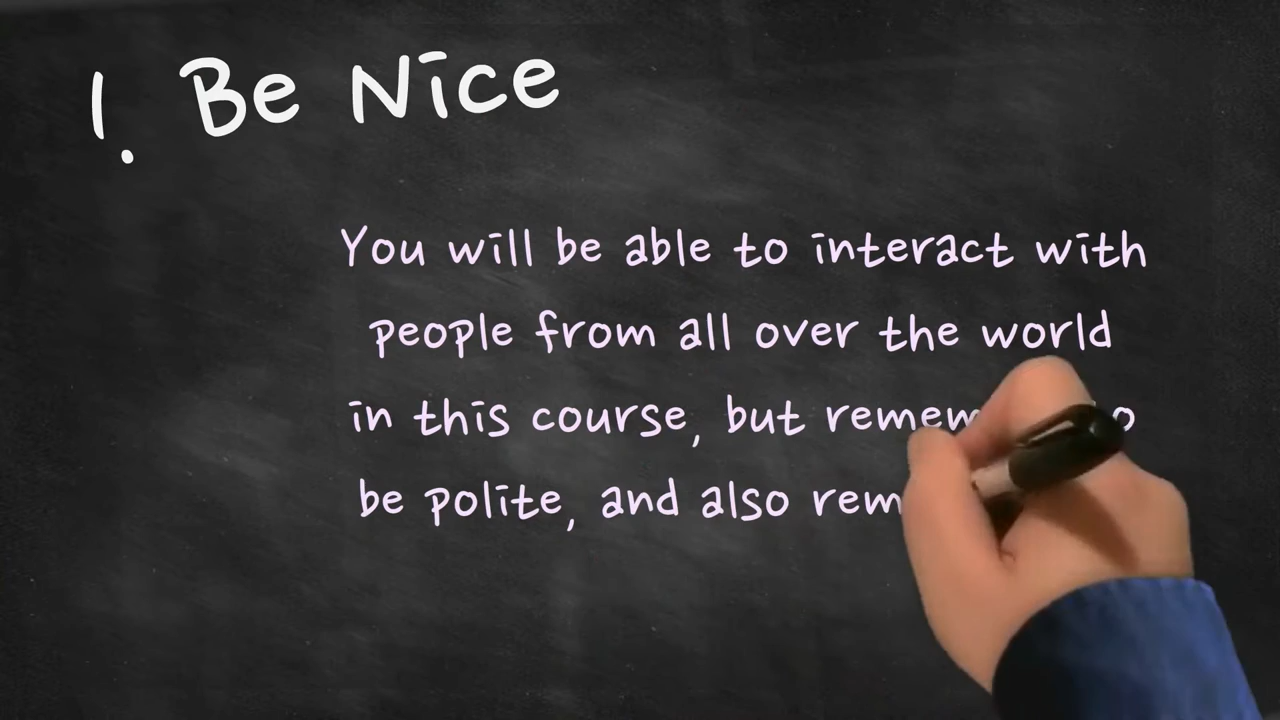 1. Be Nice
You will be able to interact with
people from all over the world
in this course, but
be polite, and also